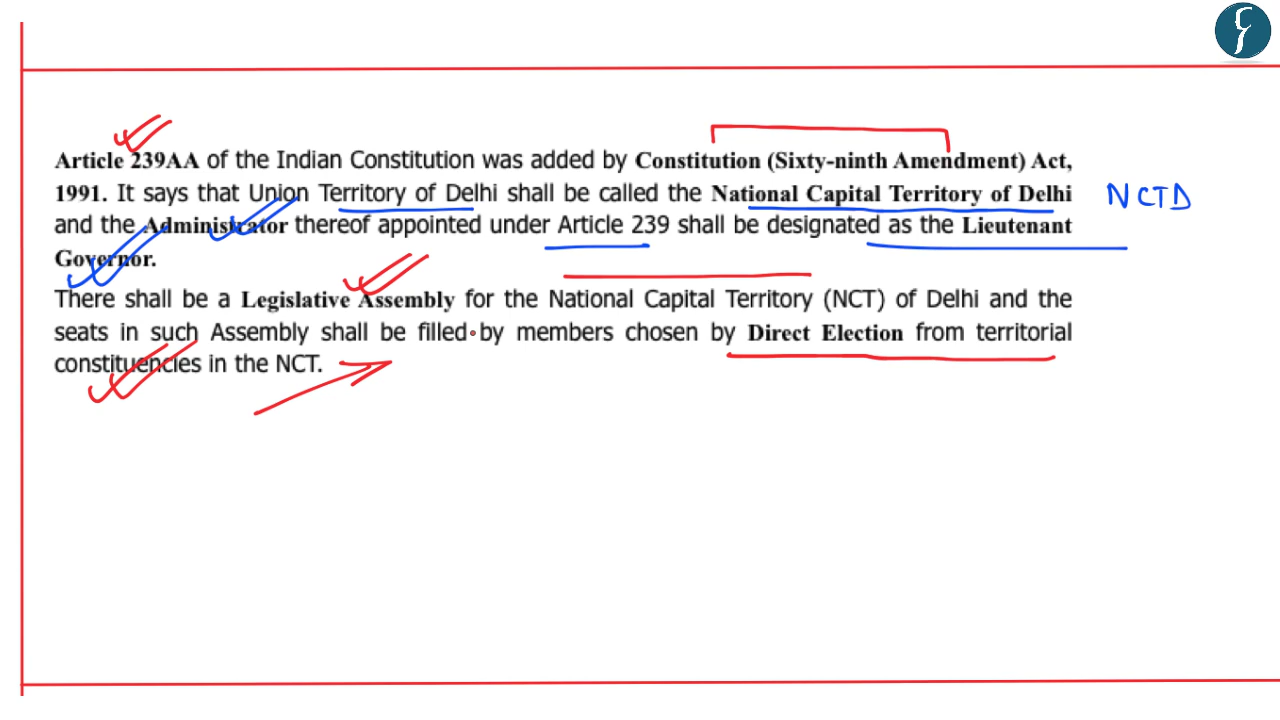 Article 239AA of the Indian Constitution was added by Constitution (Sixty-ninth Amendment) Act,
1991. It says that Union Territory of Delhi shall be called the National Capital Territory of Delhi
NCTD
and the Administrator thereof appointed under Article 239 shall be designated as the Lieutenant
Governor.
There shall be a Legislative Assembly for the National Capital Territory (NCT) of Delhi and the
seats in such Assembly shall be filled by members chosen by Direct Election from territorial
constituencies in the NCT.